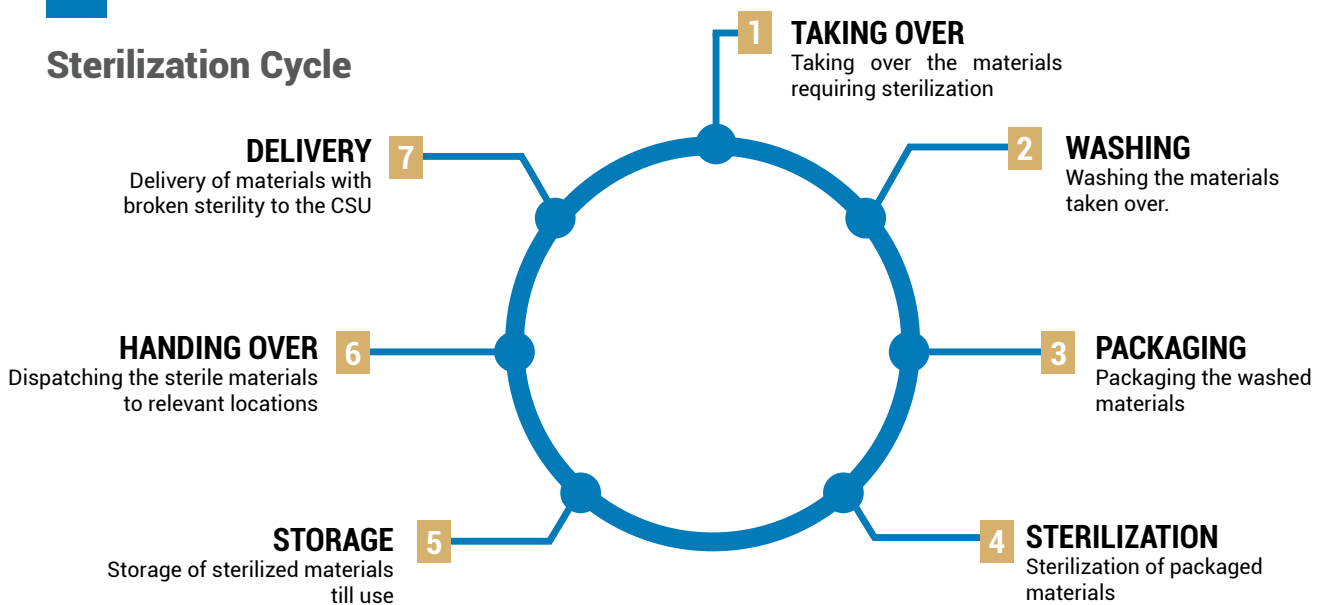 Sterilization Cycle
1
TAKING OVER
Taking over the materials
requiring sterilization
2
WASHING
Washing the materials
taken over.
3
PACKAGING
Packaging the washed
materials
4
STERILIZATION
Sterilization of packaged
materials
5
STORAGE
Storage of sterilized materials
till use
6
HANDING OVER
Dispatching the sterile materials
to relevant locations
7
DELIVERY
Delivery of materials with
broken sterility to the CSU